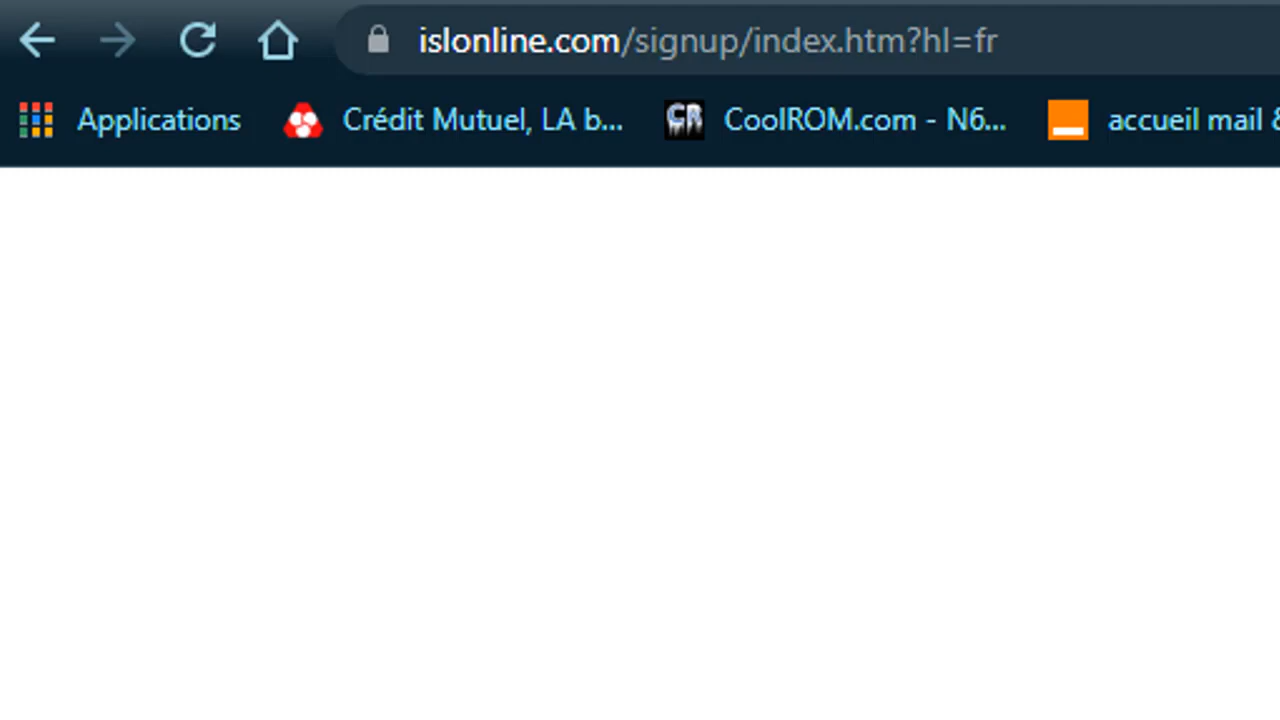 islonline.com/signup/index.htm?hl=fr
Applications Crédit Mutuel, LA b... CoolROM.com - N6... accueil mail &